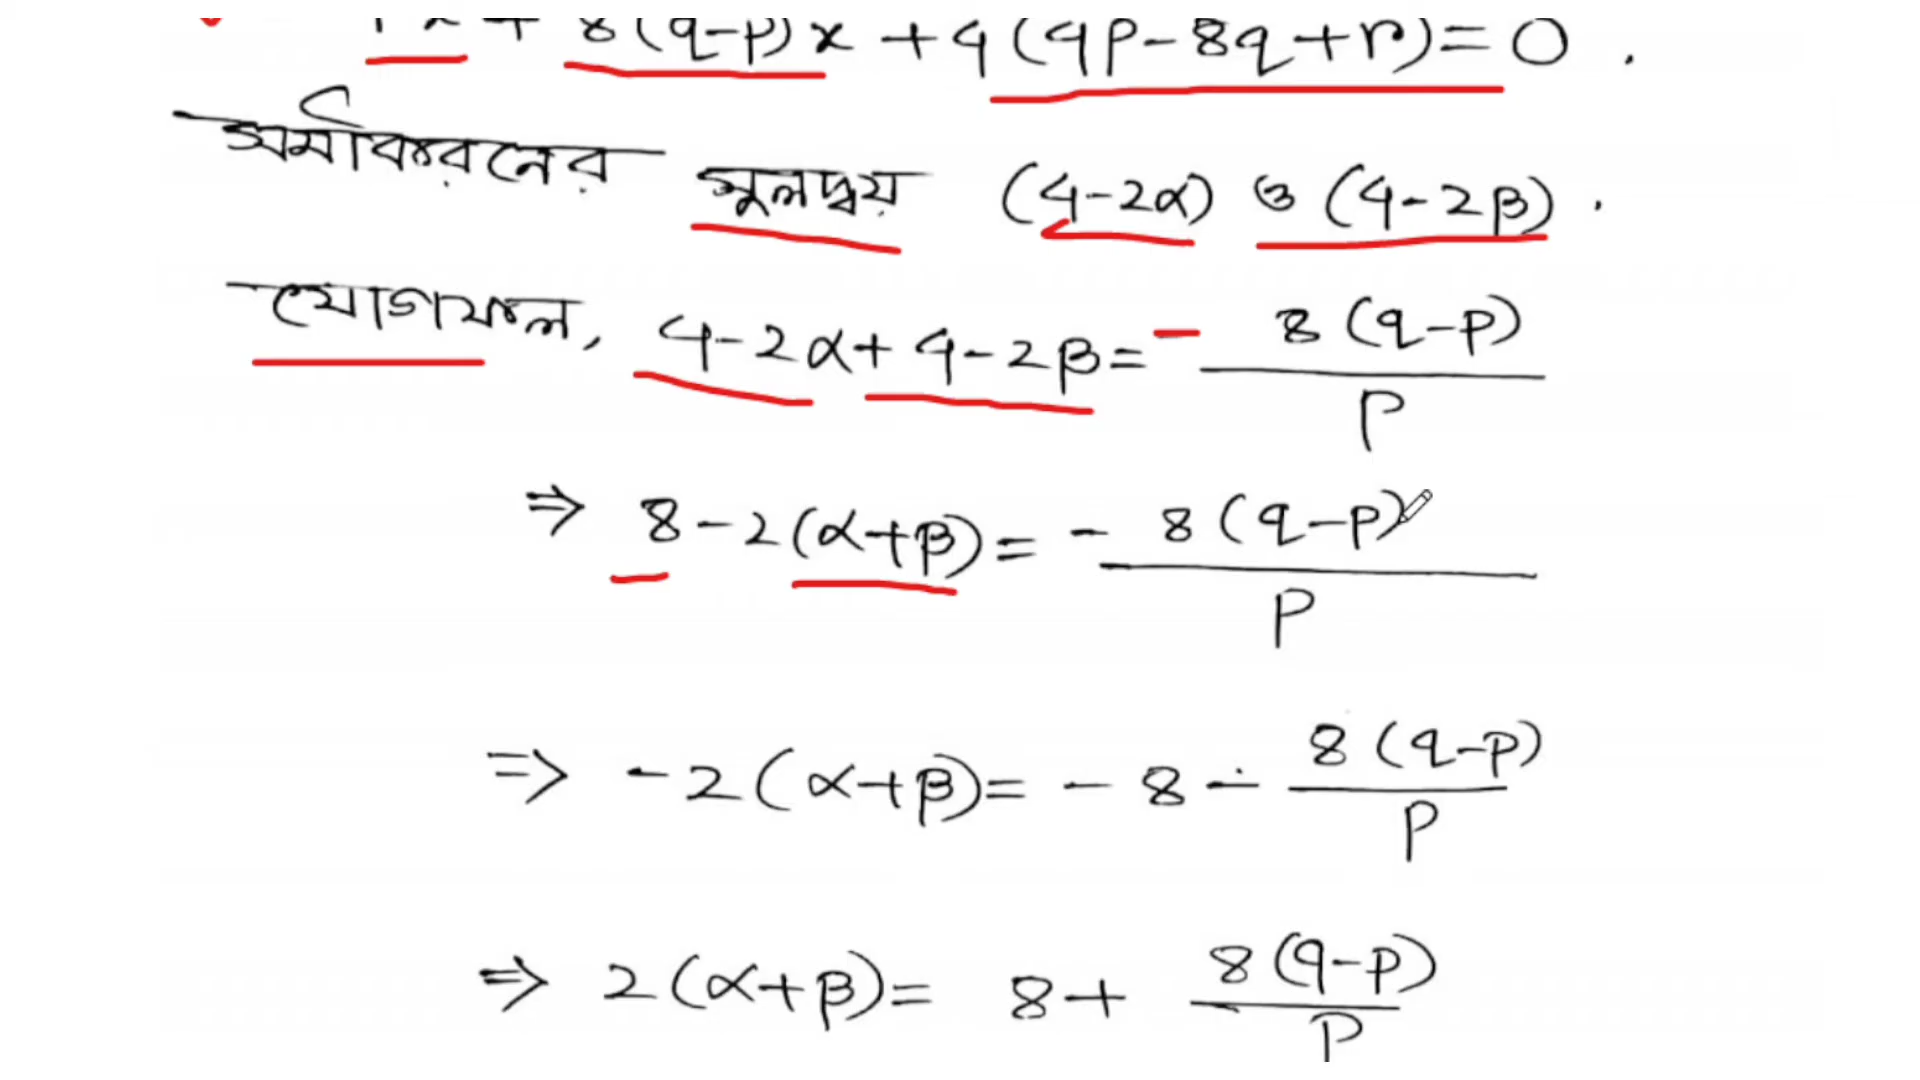 8(q-p)x + 4(4p-8q+r)=0 .
সমীকরনের মূলদ্বয় (4-2α) ও (4-2β) .
যোগফল, 4-2α+4-2β= - 8(q-p)/p
⇒ 8-2(α+β)= - 8(q-p)/p
⇒ -2(α+β)= -8 - 8(q-p)/p
⇒ 2(α+β)= 8+ 8(q-p)/p